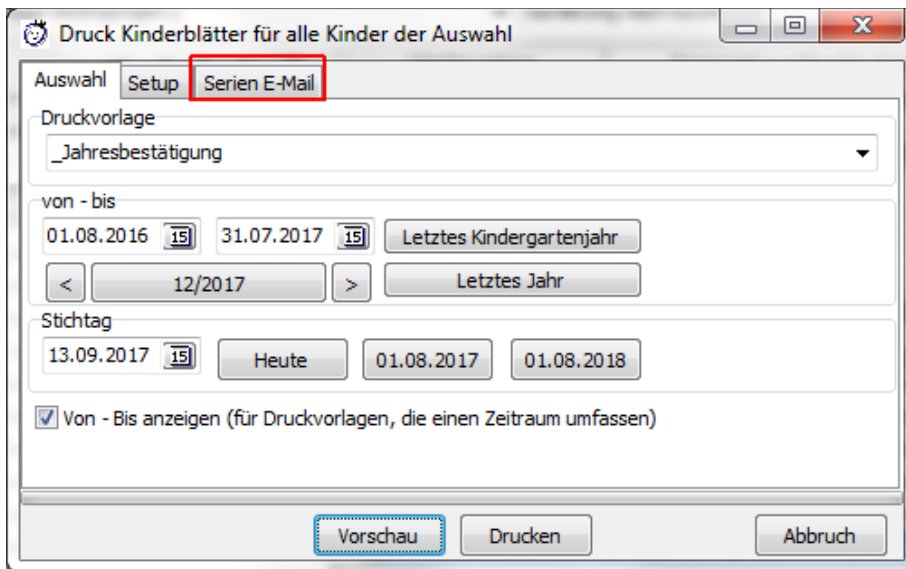 Druck Kinderblätter für alle Kinder der Auswahl
Auswahl Setup Serien E-Mail
Druckvorlage
_Jahresbestätigung
von - bis
01.08.2016 15 31.07.2017 15 Letztes Kindergartenjahr
< 12/2017 > Letztes Jahr
Stichtag
13.09.2017 15 Heute 01.08.2017 01.08.2018
Von - Bis anzeigen (für Druckvorlagen, die einen Zeitraum umfassen)
Vorschau Drucken Abbruch